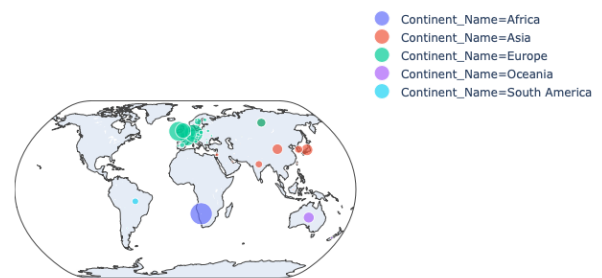 Continent_Name=Africa
Continent_Name=Asia
Continent_Name=Europe
Continent_Name=Oceania
Continent_Name=South America